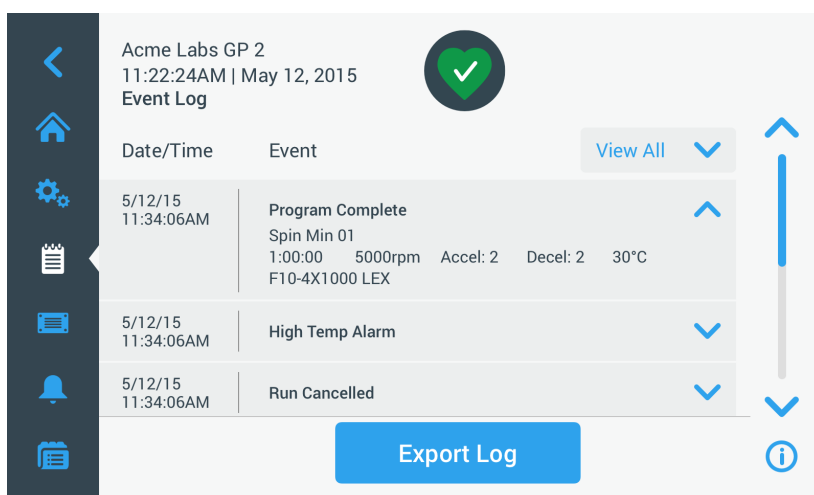 Acme Labs GP 2
11:22:24AM | May 12, 2015
Event Log
Date/Time Event View All
5/12/15
11:34:06AM
Program Complete
Spin Min 01
1:00:00 5000rpm Accel: 2 Decel: 2 30°C
F10-4X1000 LEX
5/12/15
11:34:06AM
High Temp Alarm
5/12/15
11:34:06AM
Run Cancelled
Export Log